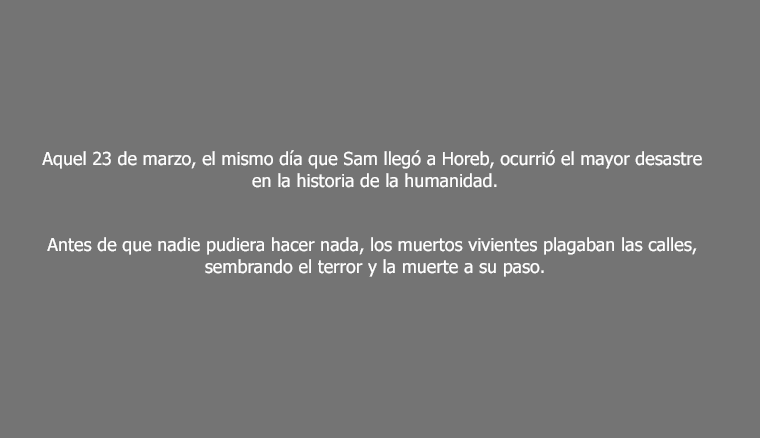 Aquel 23 de marzo, el mismo día que Sam llegó a Horeb, ocurrió el mayor desastre
en la historia de la humanidad.
Antes de que nadie pudiera hacer nada, los muertos vivientes plagaban las calles,
sembrando el terror y la muerte a su paso.